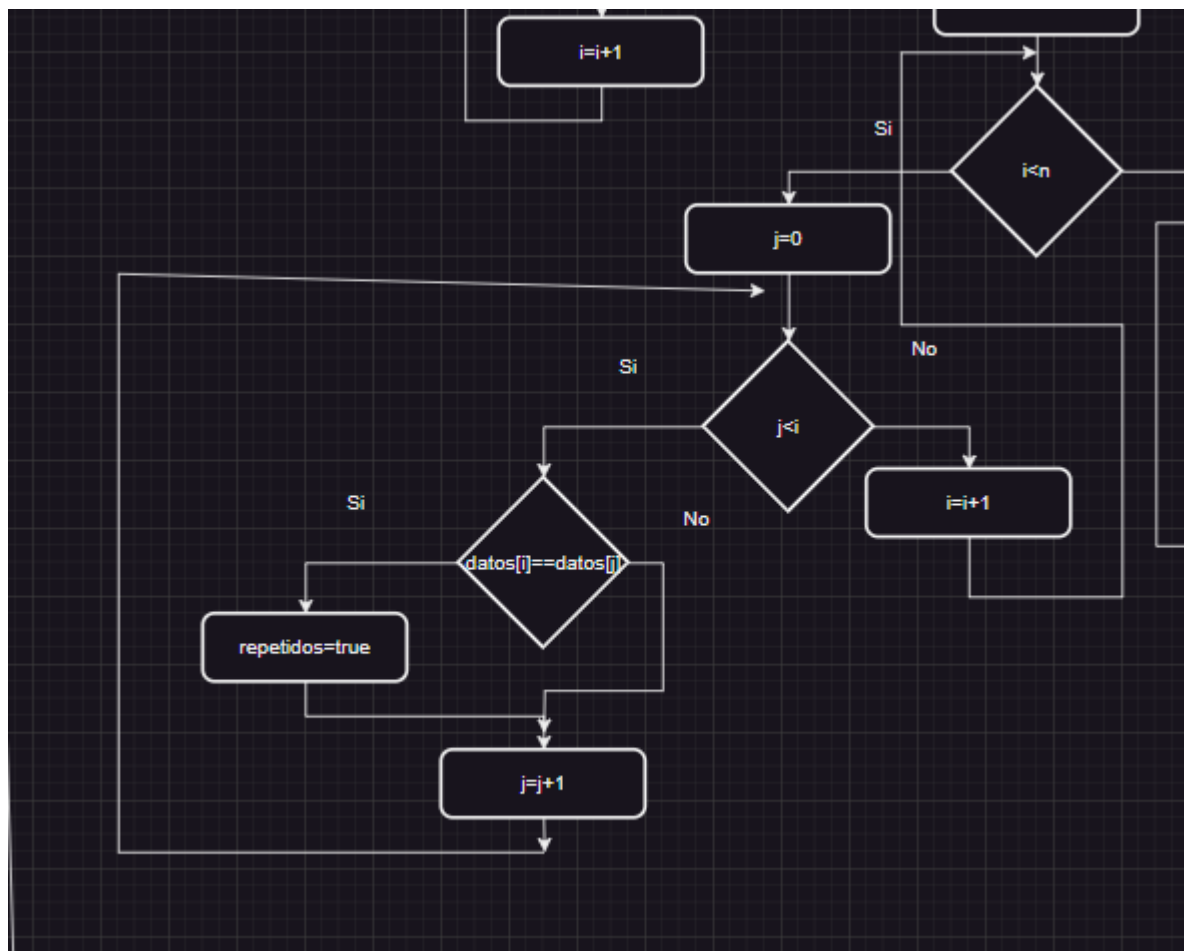 i=i+1
Si
i<n
j=0
No
Si
j<i
Si
i=i+1
No
datos[i]==datos[j]
repetidos=true
j=j+1